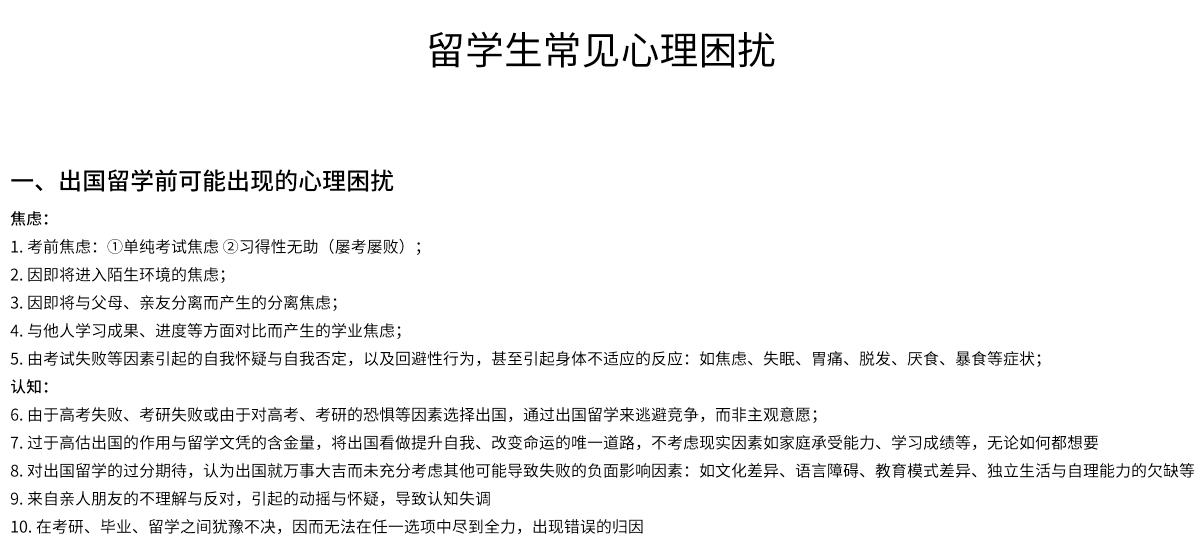 留学生常见心理困扰
一、出国留学前可能出现的心理困扰
焦虑：
1. 考前焦虑：①单纯考试焦虑 ②习得性无助（屡考屡败）；
2. 因即将进入陌生环境的焦虑；
3. 因即将与父母、亲友分离而产生的分离焦虑；
4. 与他人学习成果、进度等方面对比而产生的学业焦虑；
5. 由考试失败等因素引起的自我怀疑与自我否定，以及回避性行为，甚至引起身体不适应的反应：如焦虑、失眠、胃痛、脱发、厌食、暴食等症状；
认知：
6. 由于高考失败、考研失败或由于对高考、考研的恐惧等因素选择出国，通过出国留学来逃避竞争，而非主观意愿；
7. 过于高估出国的作用与留学文凭的含金量，将出国看做提升自我、改变命运的唯一道路，不考虑现实因素如家庭承受能力、学习成绩等，无论如何都想要
8. 对出国留学的过分期待，认为出国就万事大吉而未充分考虑其他可能导致失败的负面影响因素：如文化差异、语言障碍、教育模式差异、独立生活与自理能力的欠缺等
9. 来自亲人朋友的不理解与反对，引起的动摇与怀疑，导致认知失调
10. 在考研、毕业、留学之间犹豫不决，因而无法在任一选项中尽到全力，出现错误的归因